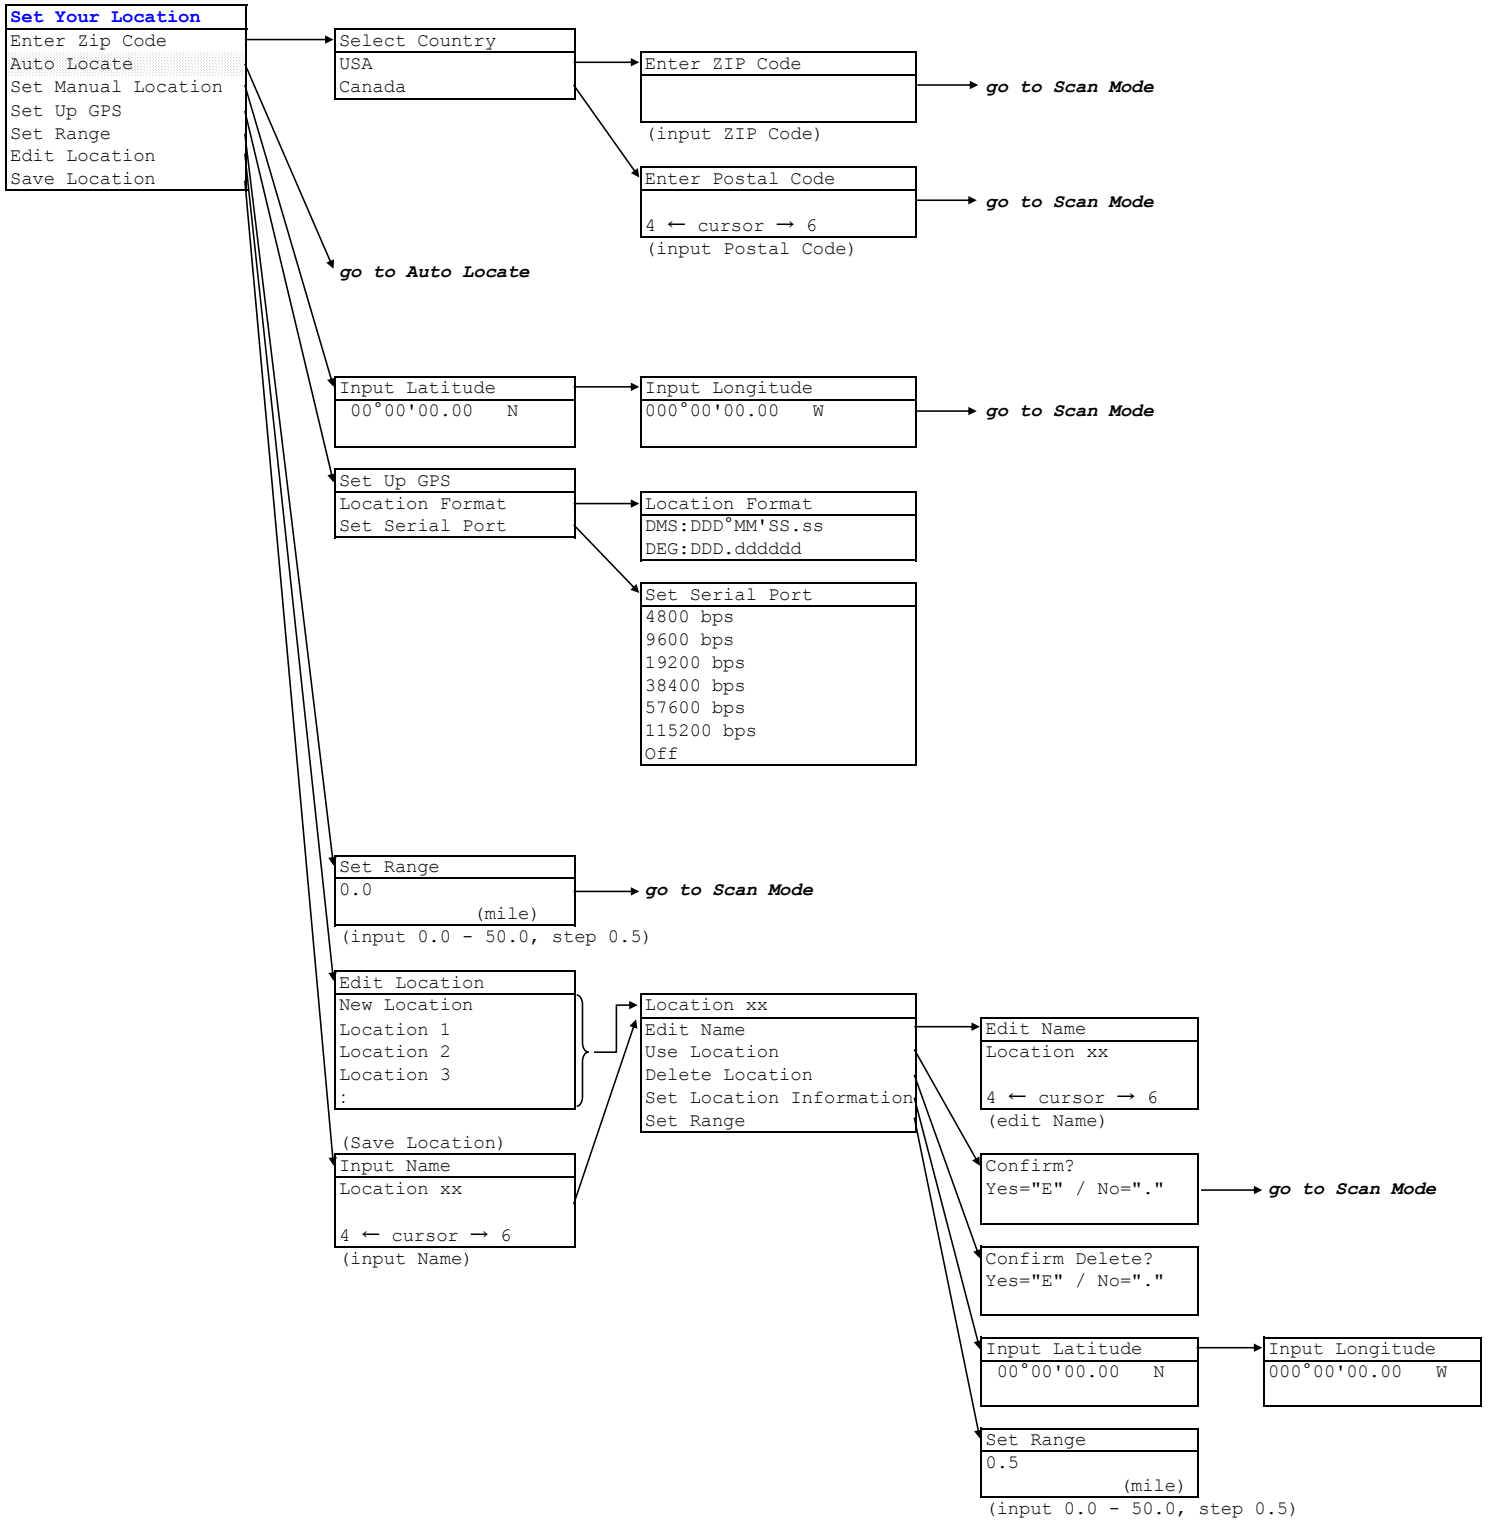 Set Your Location
Enter Zip Code
Auto Locate
Set Manual Location
Set Up GPS
Set Range
Edit Location
Save Location
Select Country
USA
Canada
Enter ZIP Code
(input ZIP Code)
go to Scan Mode
Enter Postal Code
4 ← cursor → 6
(input Postal Code)
go to Scan Mode
go to Auto Locate
Input Latitude
00°00'00.00 N
Input Longitude
000°00'00.00 W
go to Scan Mode
Set Up GPS
Location Format
Set Serial Port
Location Format
DMS:DDD°MM'SS.ss
DEG:DDD.dddddd
Set Serial Port
4800 bps
9600 bps
19200 bps
38400 bps
57600 bps
115200 bps
Off
Set Range
0.0
(mile)
(input 0.0 - 50.0, step 0.5)
go to Scan Mode
Edit Location
New Location
Location 1
Location 2
Location 3
:
(Save Location)
Input Name
Location xx
4 ← cursor → 6
(input Name)
Location xx
Edit Name
Use Location
Delete Location
Set Location Information
Set Range
Edit Name
Location xx
4 ← cursor → 6
(edit Name)
Confirm?
Yes="E" / No="."
go to Scan Mode
Confirm Delete?
Yes="E" / No="."
Input Latitude
00°00'00.00 N
Input Longitude
000°00'00.00 W
Set Range
0.5
(mile)
(input 0.0 - 50.0, step 0.5)